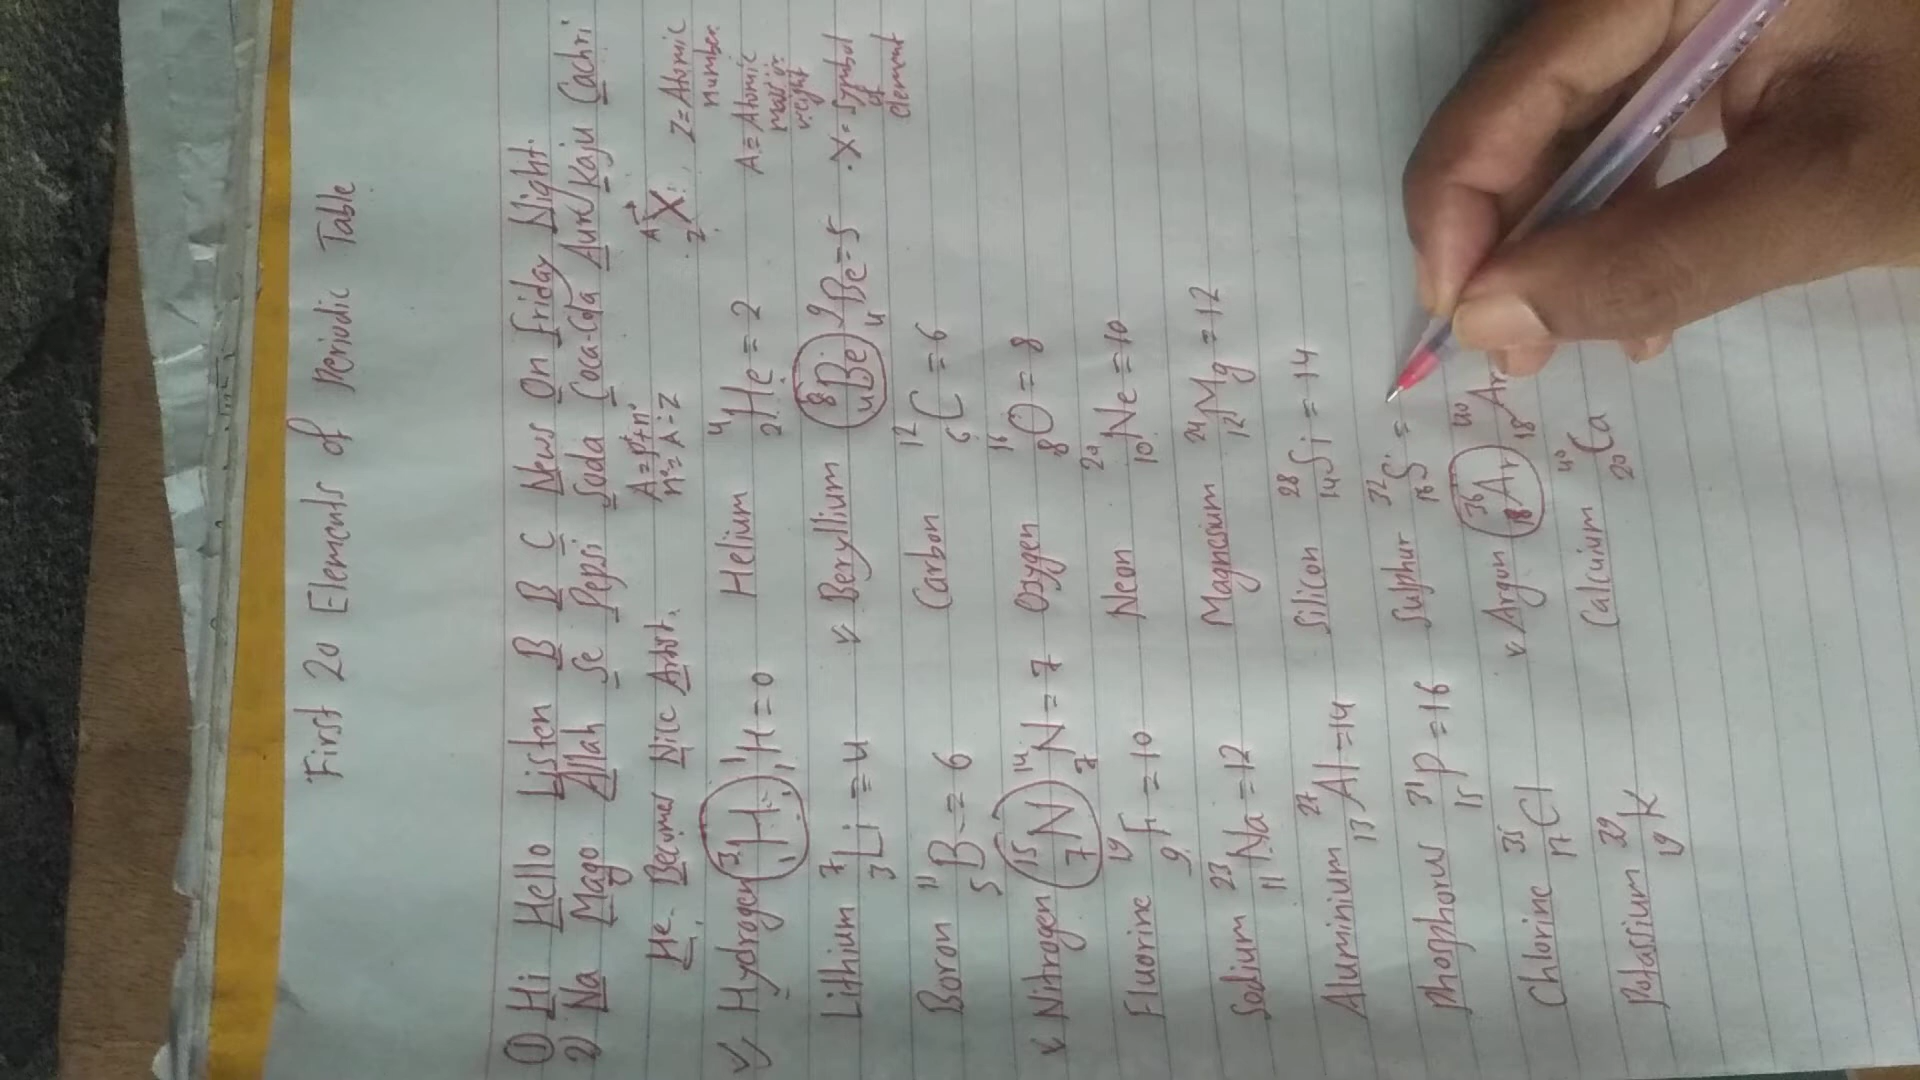 First 20 Elements of Periodic Table
1) Hi Hello Listen B B C News On Friday Night.
2) Na Mago Allah Se Pepsi Soda Coca-Cola Aur Kaju Cachri
He. Becomes Nice Artist. A=p+n° n°=A-Z A Z X, Z=Atomic number
Hydrogen 3 1 H 1 1 H=0 Helium 4 2 He=2 A=Atomic mass or weight
Lithium 7 3 Li=4 v Beryllium 8 4 Be 9 4 Be=5 X=Symbol of element
Boron 11 5 B=6 Carbon 12 6 C=6
v Nitrogen 15 7 N 14 7 N=7 Oxygen 16 8 O=8
Fluorine 19 9 F=10 Neon 20 10 Ne=10
Sodium 23 11 Na=12 Magnesium 24 12 Mg=12
Aluminium 27 13 Al=14 Silicon 28 14 Si=14
Phosphorus 31 15 P=16 Sulphur 32 16 S=
Chlorine 35 17 Cl v Argon 36 18 Ar 40 18 Ar
Potassium 39 19 K Calcuium 40 20 Ca